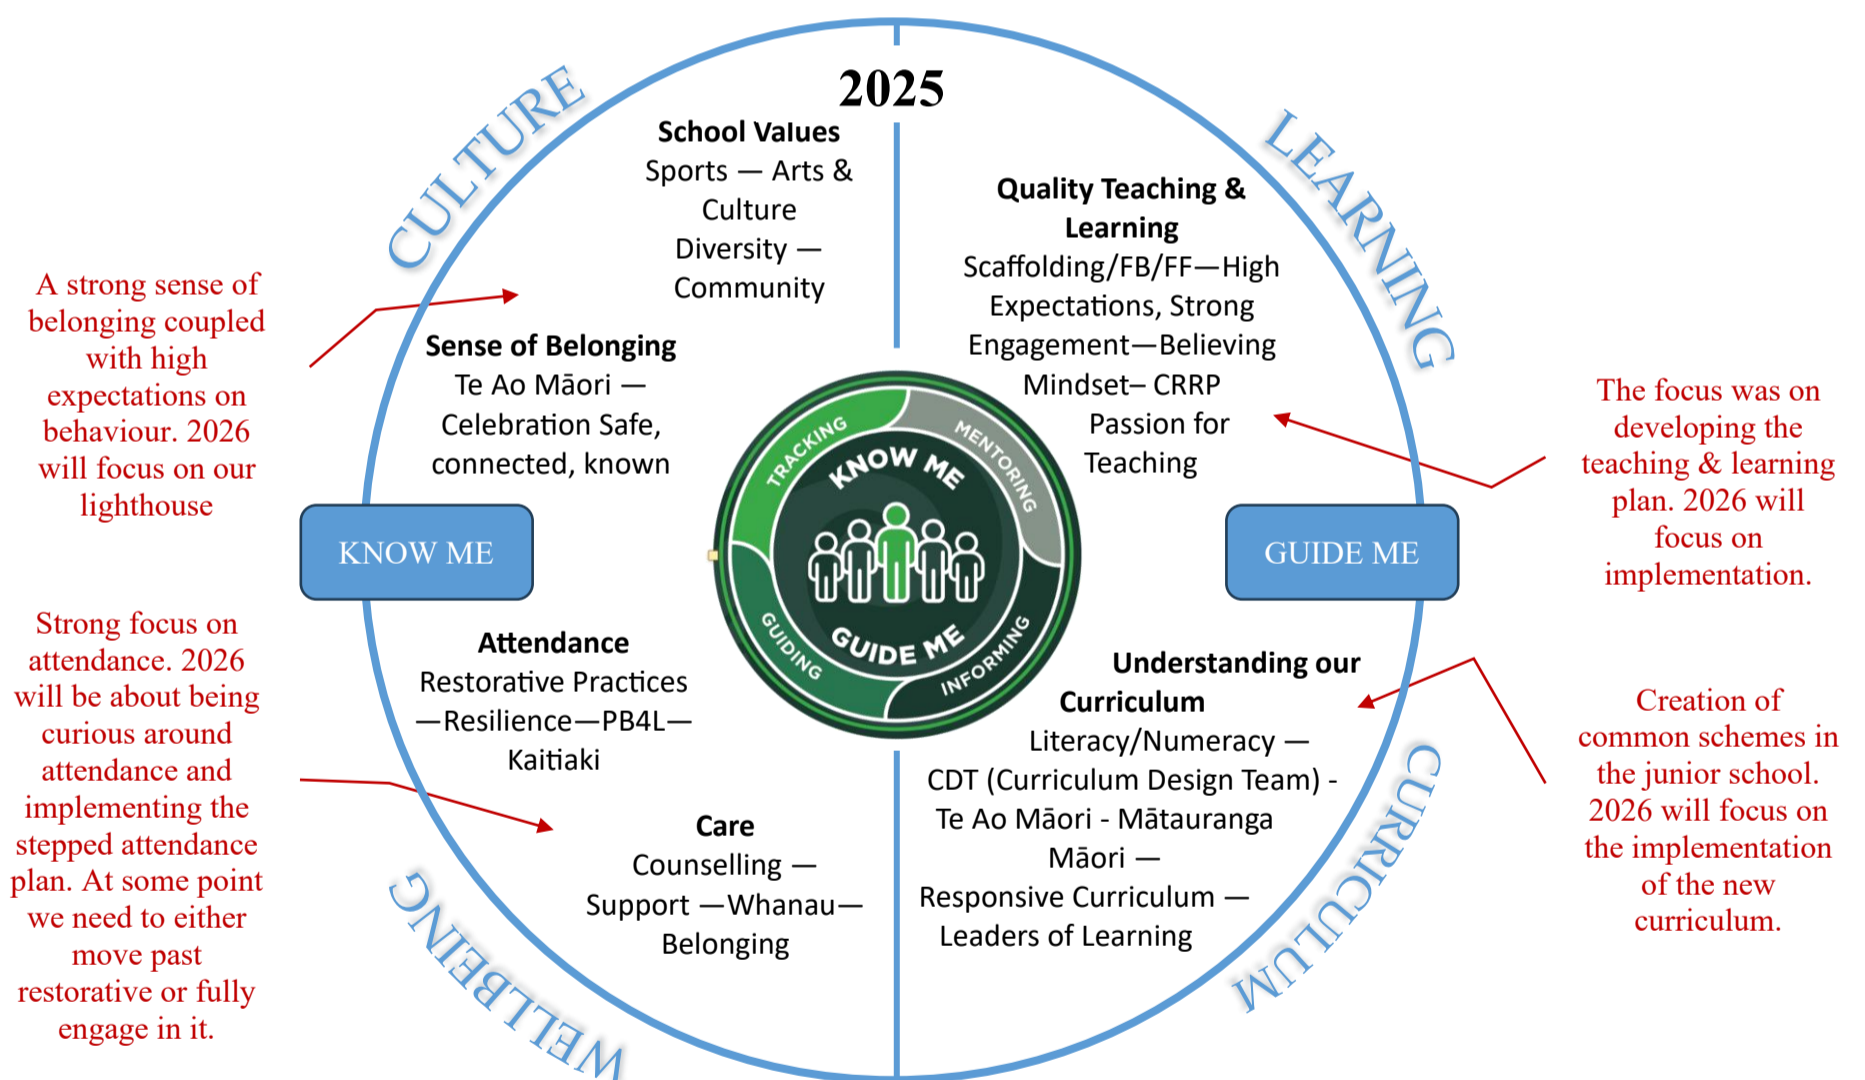 2025
CULTURE
School Values
Sports — Arts &
Culture
Diversity —
Community
Sense of Belonging
Te Ao Māori —
Celebration Safe,
connected, known
A strong sense of
belonging coupled
with high
expectations on
behaviour. 2026
will focus on our
lighthouse
LEARNING
Quality Teaching &
Learning
Scaffolding/FB/FF—High
Expectations, Strong
Engagement—Believing
Mindset– CRRP
Passion for
Teaching
The focus was on
developing the
teaching & learning
plan. 2026 will
focus on
implementation.
KNOW ME
TRACKING
MENTORING
KNOW ME
GUIDE ME
GUIDING
INFORMING
GUIDE ME
Strong focus on
attendance. 2026
will be about being
curious around
attendance and
implementing the
stepped attendance
plan. At some point
we need to either
move past
restorative or fully
engage in it.
Attendance
Restorative Practices
—Resilience—PB4L—
Kaitiaki
Care
Counselling —
Support —Whanau—
Belonging
WELLBEING
Understanding our
Curriculum
Literacy/Numeracy —
CDT (Curriculum Design Team) -
Te Ao Māori - Mātauranga
Māori —
Responsive Curriculum —
Leaders of Learning
CURRICULUM
Creation of
common schemes in
the junior school.
2026 will focus on
the implementation
of the new
curriculum.